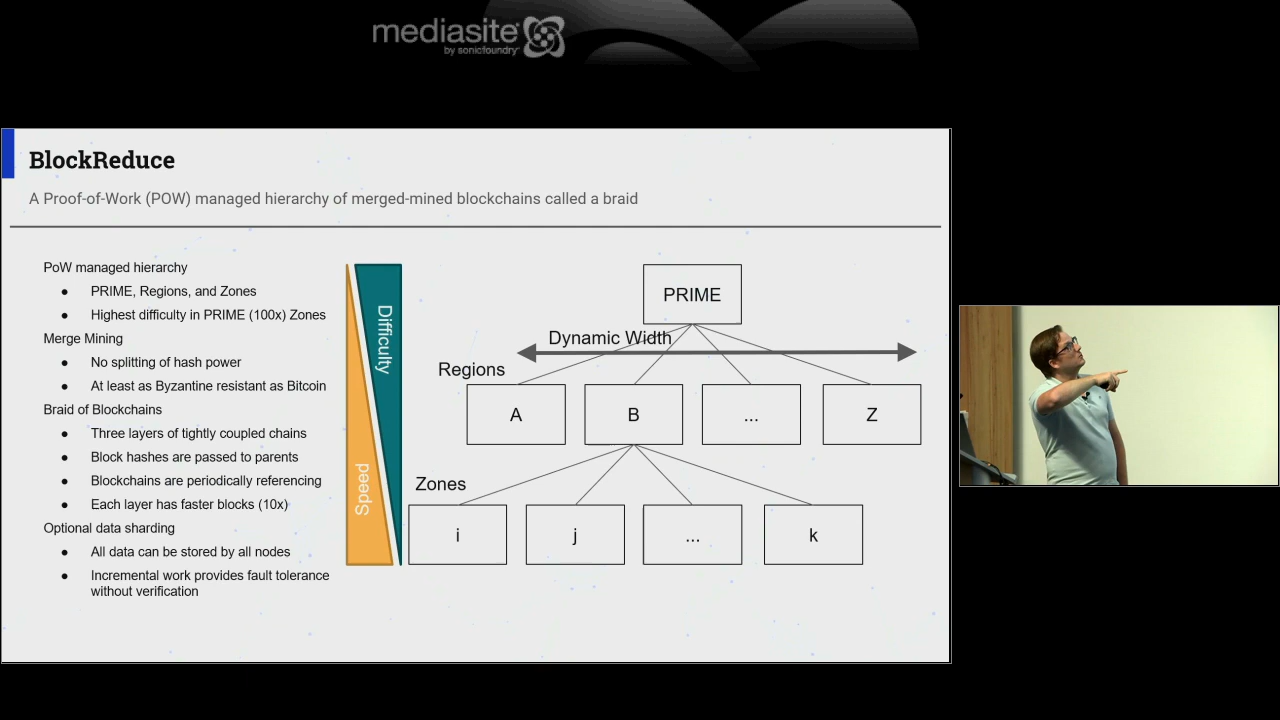 mediasite
by sonicfoundry
BlockReduce
A Proof-of-Work (POW) managed hierarchy of merged-mined blockchains called a braid
PoW managed hierarchy
● PRIME, Regions, and Zones
● Highest difficulty in PRIME (100x) Zones
Merge Mining
● No splitting of hash power
● At least as Byzantine resistant as Bitcoin
Braid of Blockchains
● Three layers of tightly coupled chains
● Block hashes are passed to parents
● Blockchains are periodically referencing
● Each layer has faster blocks (10x)
Optional data sharding
● All data can be stored by all nodes
● Incremental work provides fault tolerance
without verification
Difficulty
Speed
PRIME
Dynamic Width
Regions
A
B
...
Z
Zones
i
j
...
k